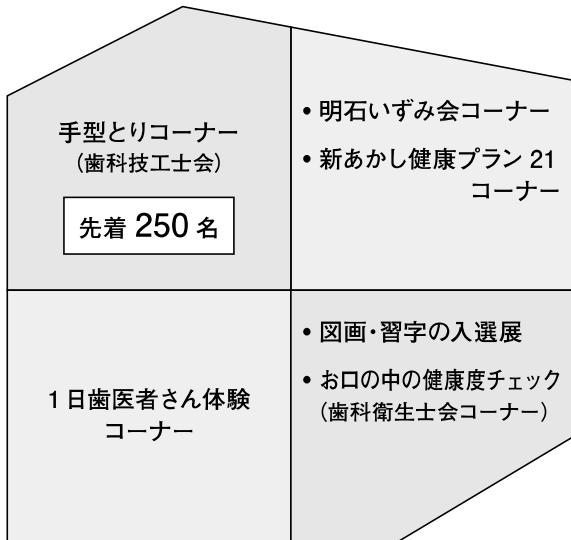 手型とりコーナー
(歯科技工士会)
先着 250 名
• 明石いずみ会コーナー
• 新あかし健康プラン 21
コーナー
1 日歯医者さん体験
コーナー
• 図画・習字の入選展
• お口の中の健康度チェック
(歯科衛生士会コーナー)